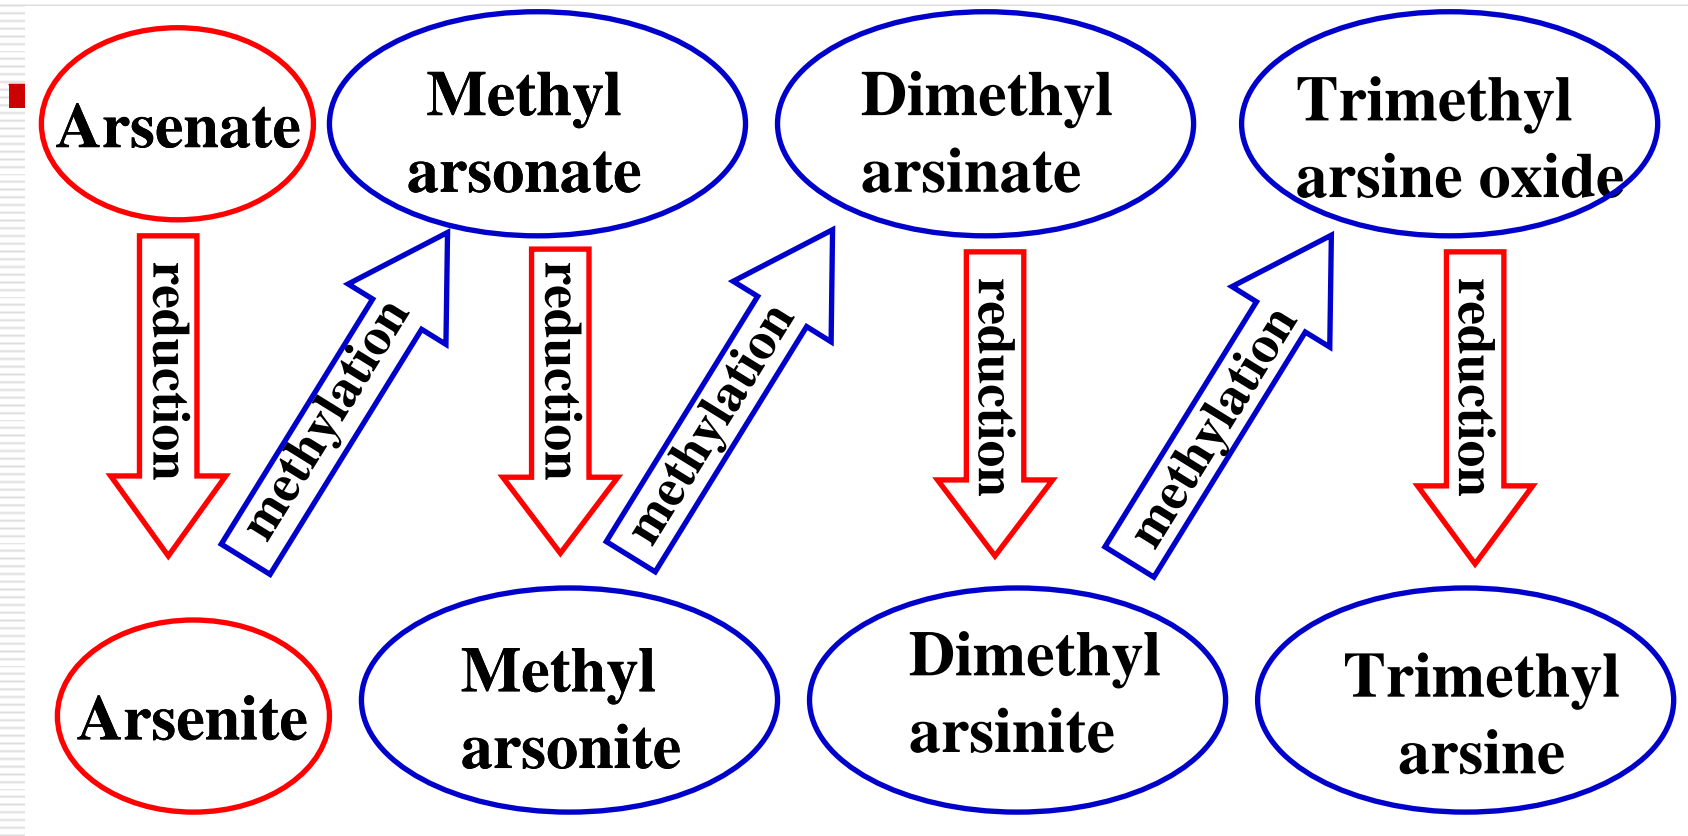 Arsenate
Methyl
arsonate
Dimethyl
arsinate
Trimethyl
arsine oxide
reduction
methylation
reduction
methylation
reduction
methylation
reduction
Arsenite
Methyl
arsonite
Dimethyl
arsinite
Trimethyl
arsine